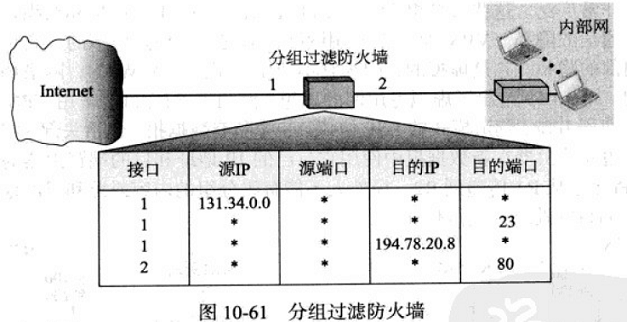 内部网
分组过滤防火墙
Internet
1 2
接口 源IP 源端口 目的IP 目的端口
1 131.34.0.0 * * *
1 * * * 23
1 * * 194.78.20.8 *
2 * * * 80
图 10-61 分组过滤防火墙